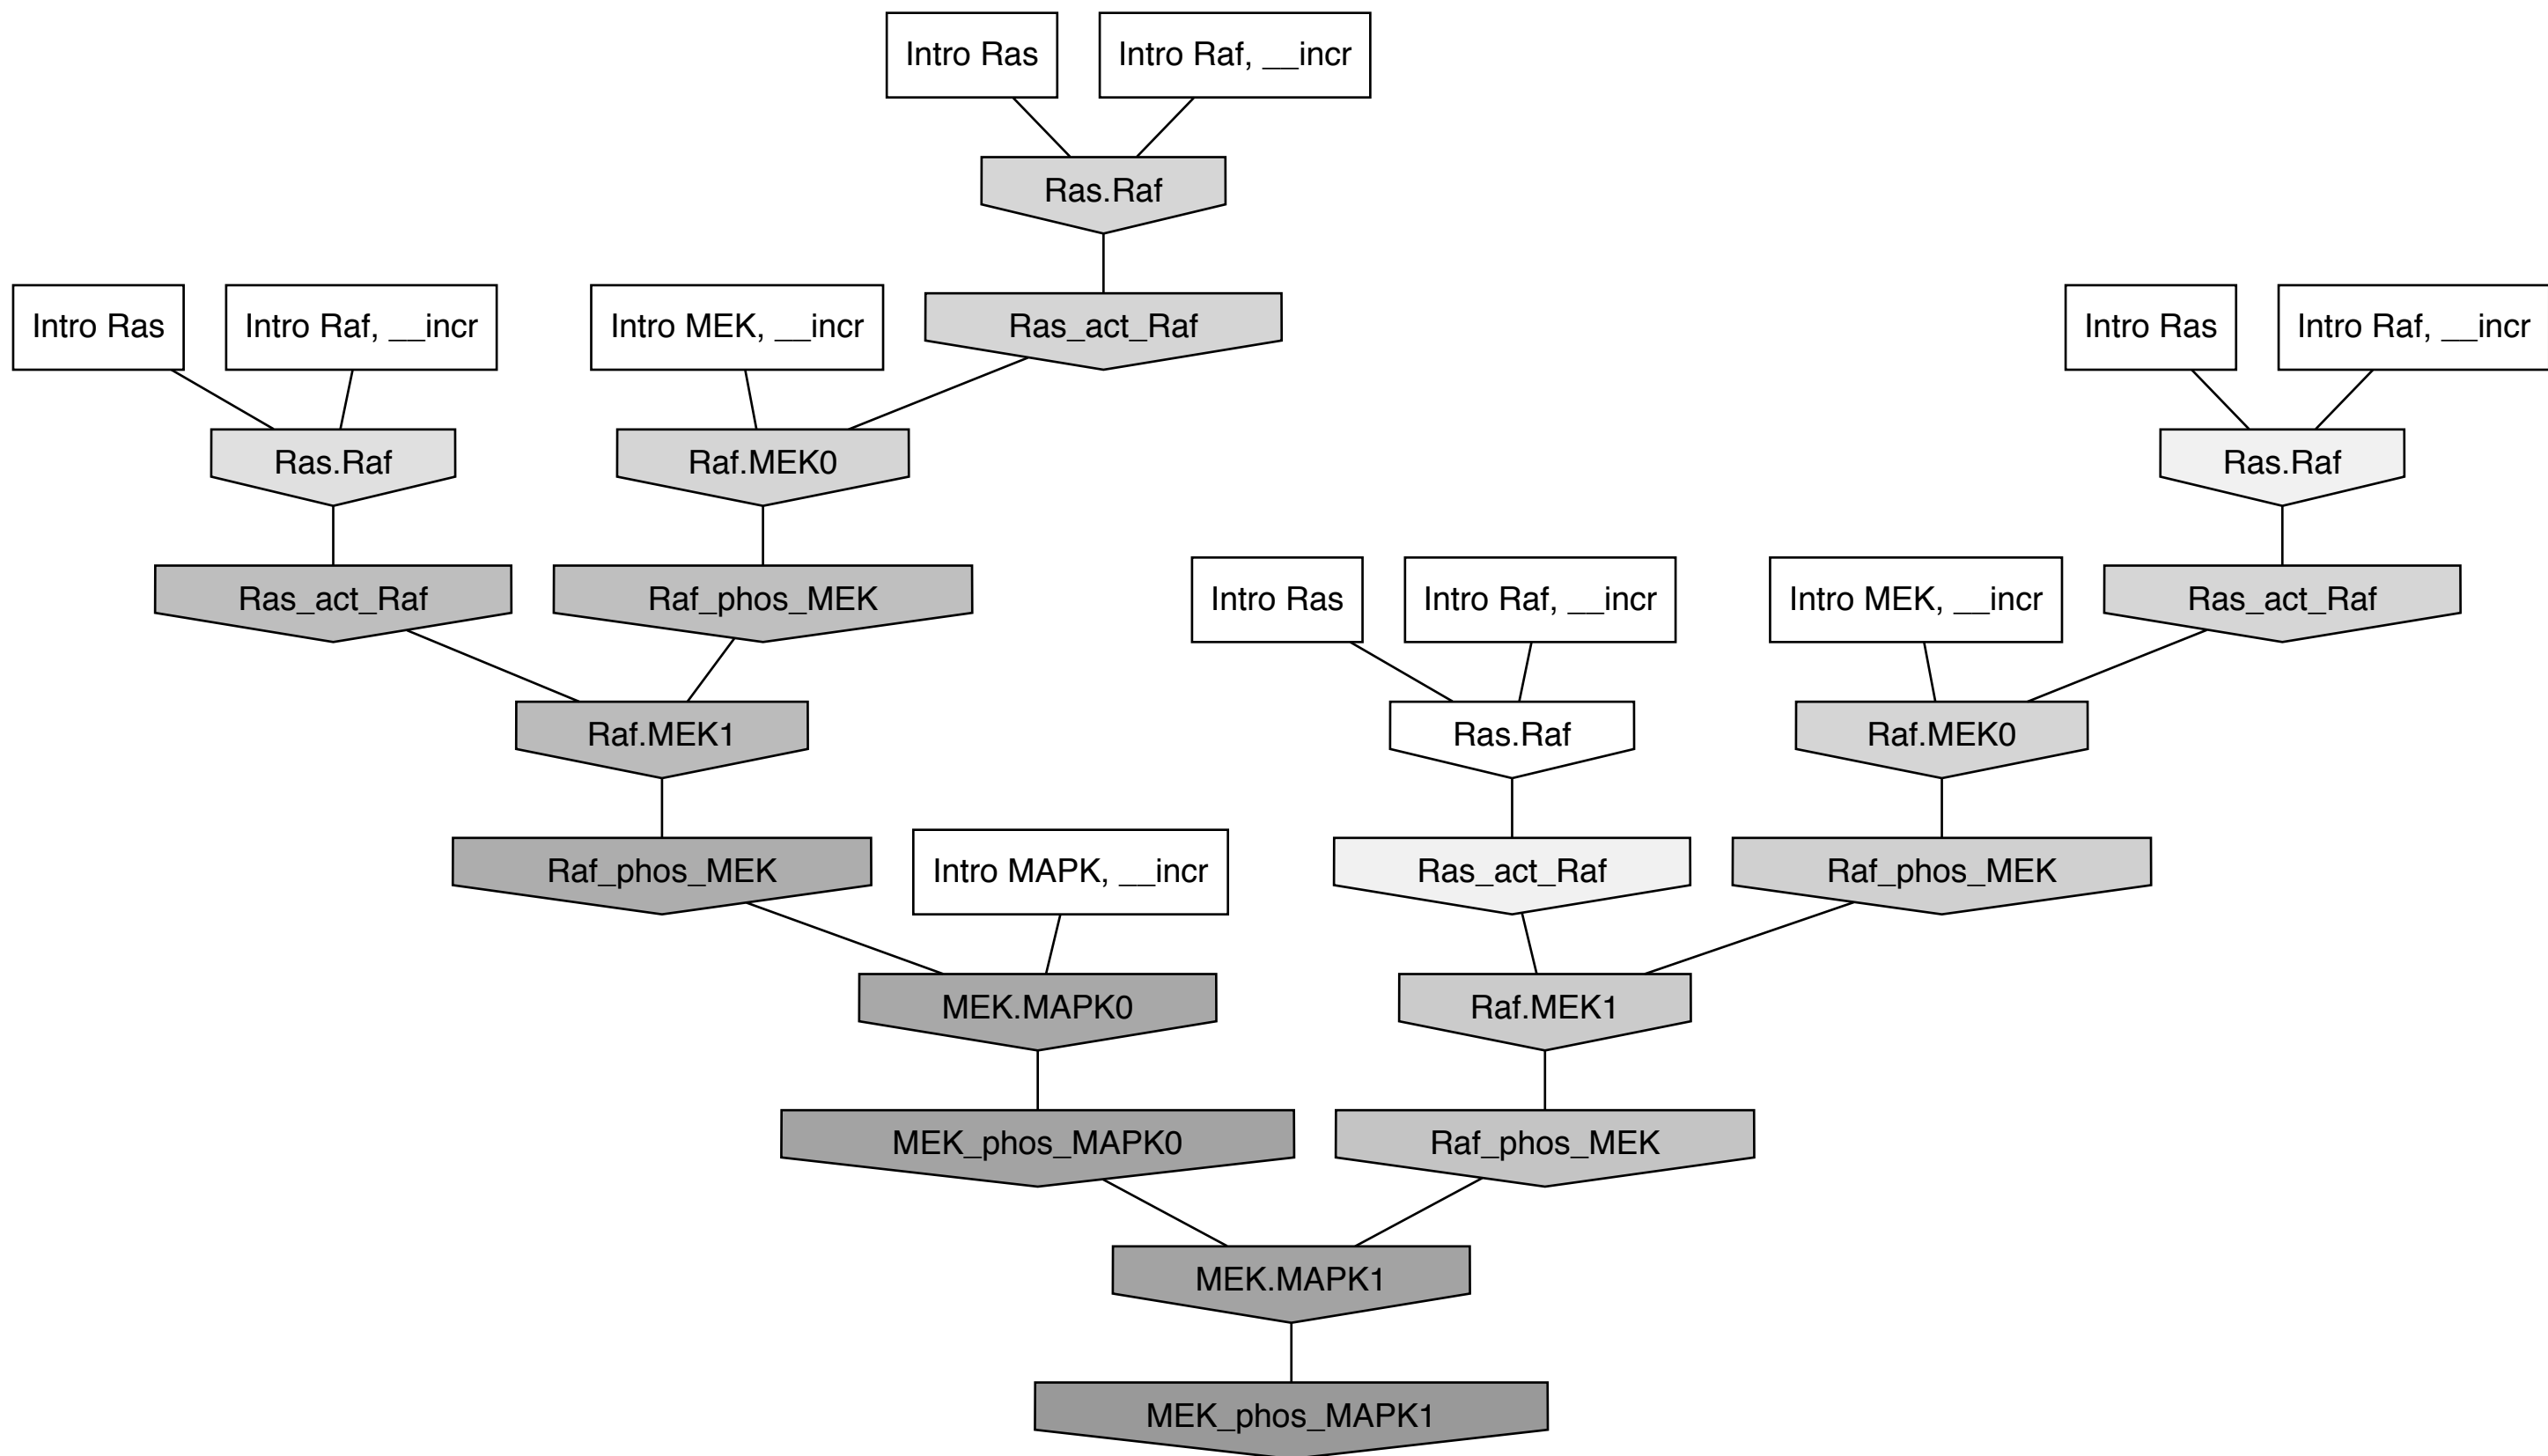 Intro Ras
Intro Raf, __incr
Ras.Raf
Intro Ras
Intro Raf, __incr
Intro MEK, __incr
Ras_act_Raf
Intro Ras
Intro Raf, __incr
Ras.Raf
Raf.MEK0
Ras.Raf
Ras_act_Raf
Raf_phos_MEK
Intro Ras
Intro Raf, __incr
Intro MEK, __incr
Ras_act_Raf
Raf.MEK1
Ras.Raf
Raf.MEK0
Raf_phos_MEK
Intro MAPK, __incr
Ras_act_Raf
Raf_phos_MEK
MEK.MAPK0
Raf.MEK1
MEK_phos_MAPK0
Raf_phos_MEK
MEK.MAPK1
MEK_phos_MAPK1